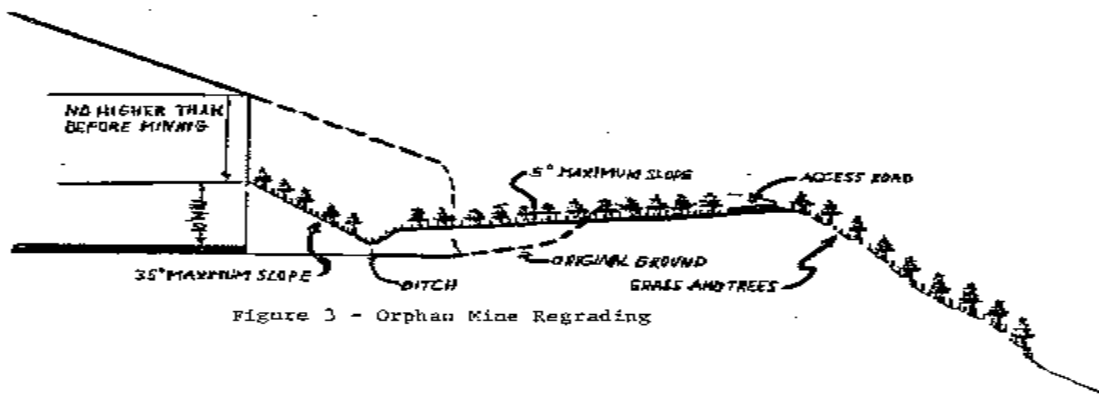 NO HIGHER THAN
BEFORE MINING
5° MAXIMUM SLOPE
ACCESS ROAD
35° MAXIMUM SLOPE
DITCH
ORIGINAL GROUND
GRASS AND TREES
Figure 3 - Orphan Mine Regrading